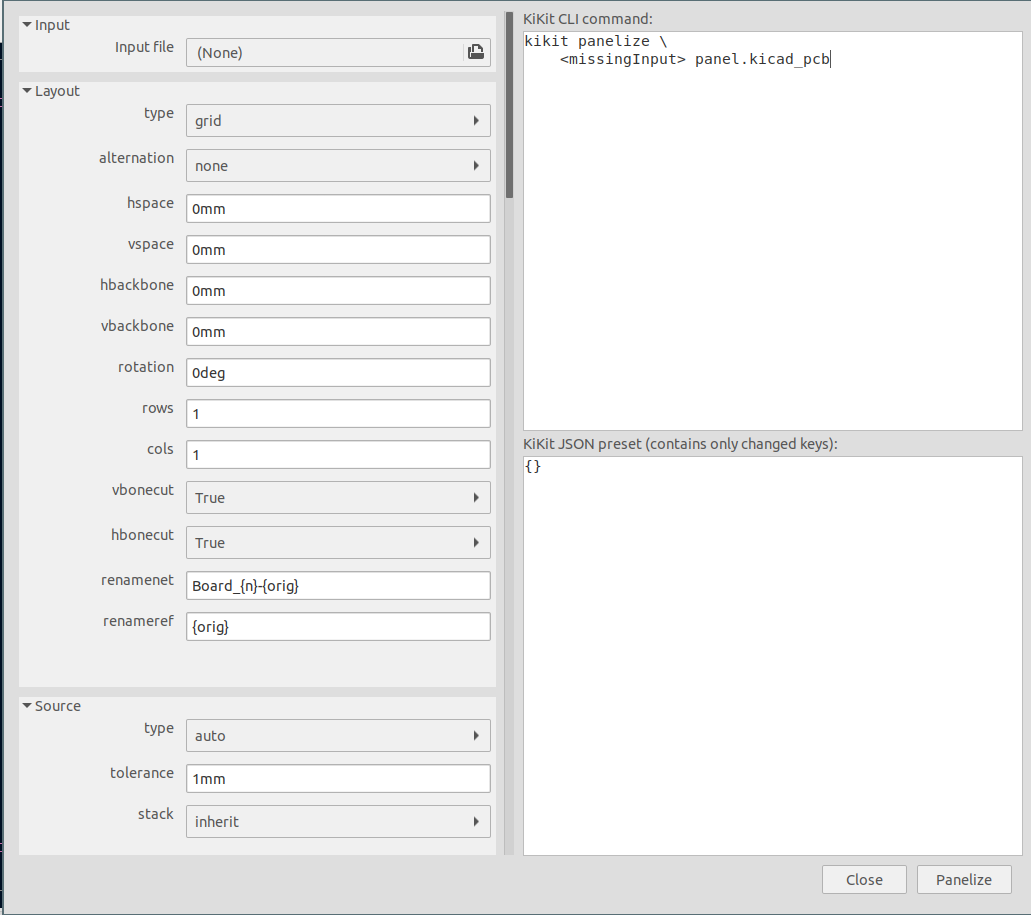 Input
Input file
(None)
Layout
type
grid
alternation
none
hspace
0mm
vspace
0mm
hbackbone
0mm
vbackbone
0mm
rotation
0deg
rows
1
cols
1
vbonecut
True
hbonecut
True
renamenet
Board_{n}-{orig}
renameref
{orig}
Source
type
auto
tolerance
1mm
stack
inherit
KiKit CLI command:
kikit panelize \
<missingInput> panel.kicad_pcb
KiKit JSON preset (contains only changed keys):
{}
Close
Panelize